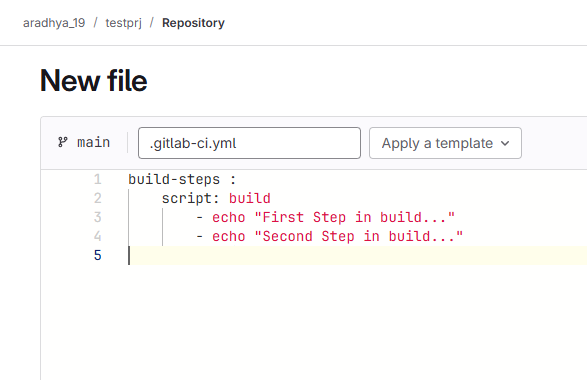 aradhya_19 / testprj / Repository
New file
main .gitlab-ci.yml Apply a template
1 build-steps :
2 script: build
3 - echo "First Step in build..."
4 - echo "Second Step in build..."
5